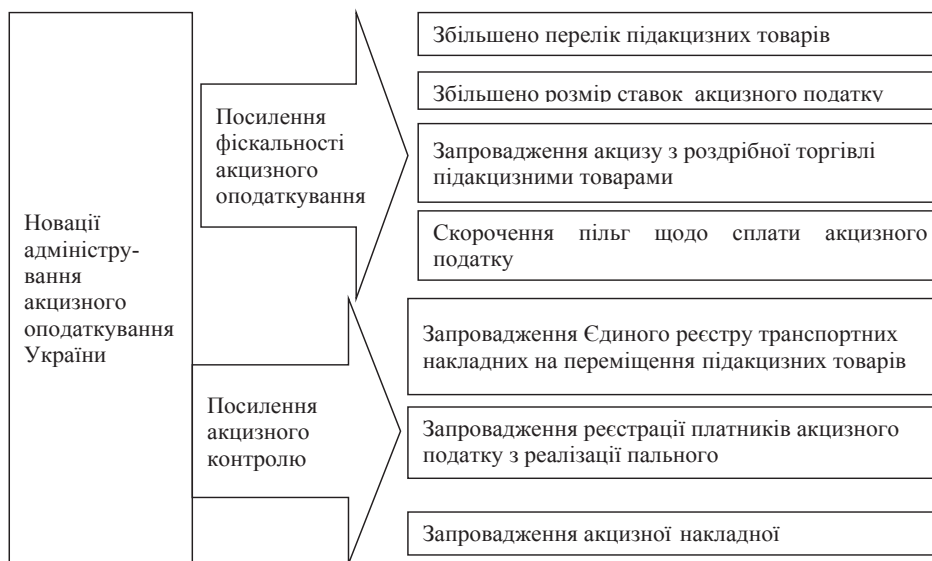 Новації
адміністру-
вання
акцизного
оподаткування
України
Посилення
фіскальності
акцизного
оподаткування
Збільшено перелік підакцизних товарів
Збільшено розмір ставок акцизного податку
Запровадження акцизу з роздрібної торгівлі
підакцизними товарами
Скорочення пільг щодо сплати акцизного
податку
Посилення
акцизного
контролю
Запровадження Єдиного реєстру транспортних
накладних на переміщення підакцизних товарів
Запровадження реєстрації платників акцизного
податку з реалізації пального
Запровадження акцизної накладної